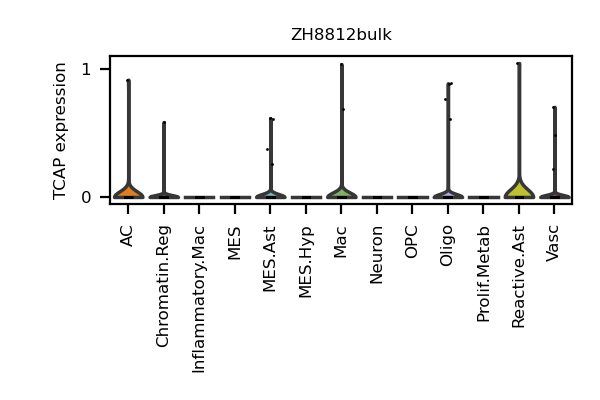 ZH8812bulk
TCAP expression
1
0
AC
Chromatin.Reg
Inflammatory.Mac
MES
MES.Ast
MES.Hyp
Mac
Neuron
OPC
Oligo
Prolif.Metab
Reactive.Ast
Vasc